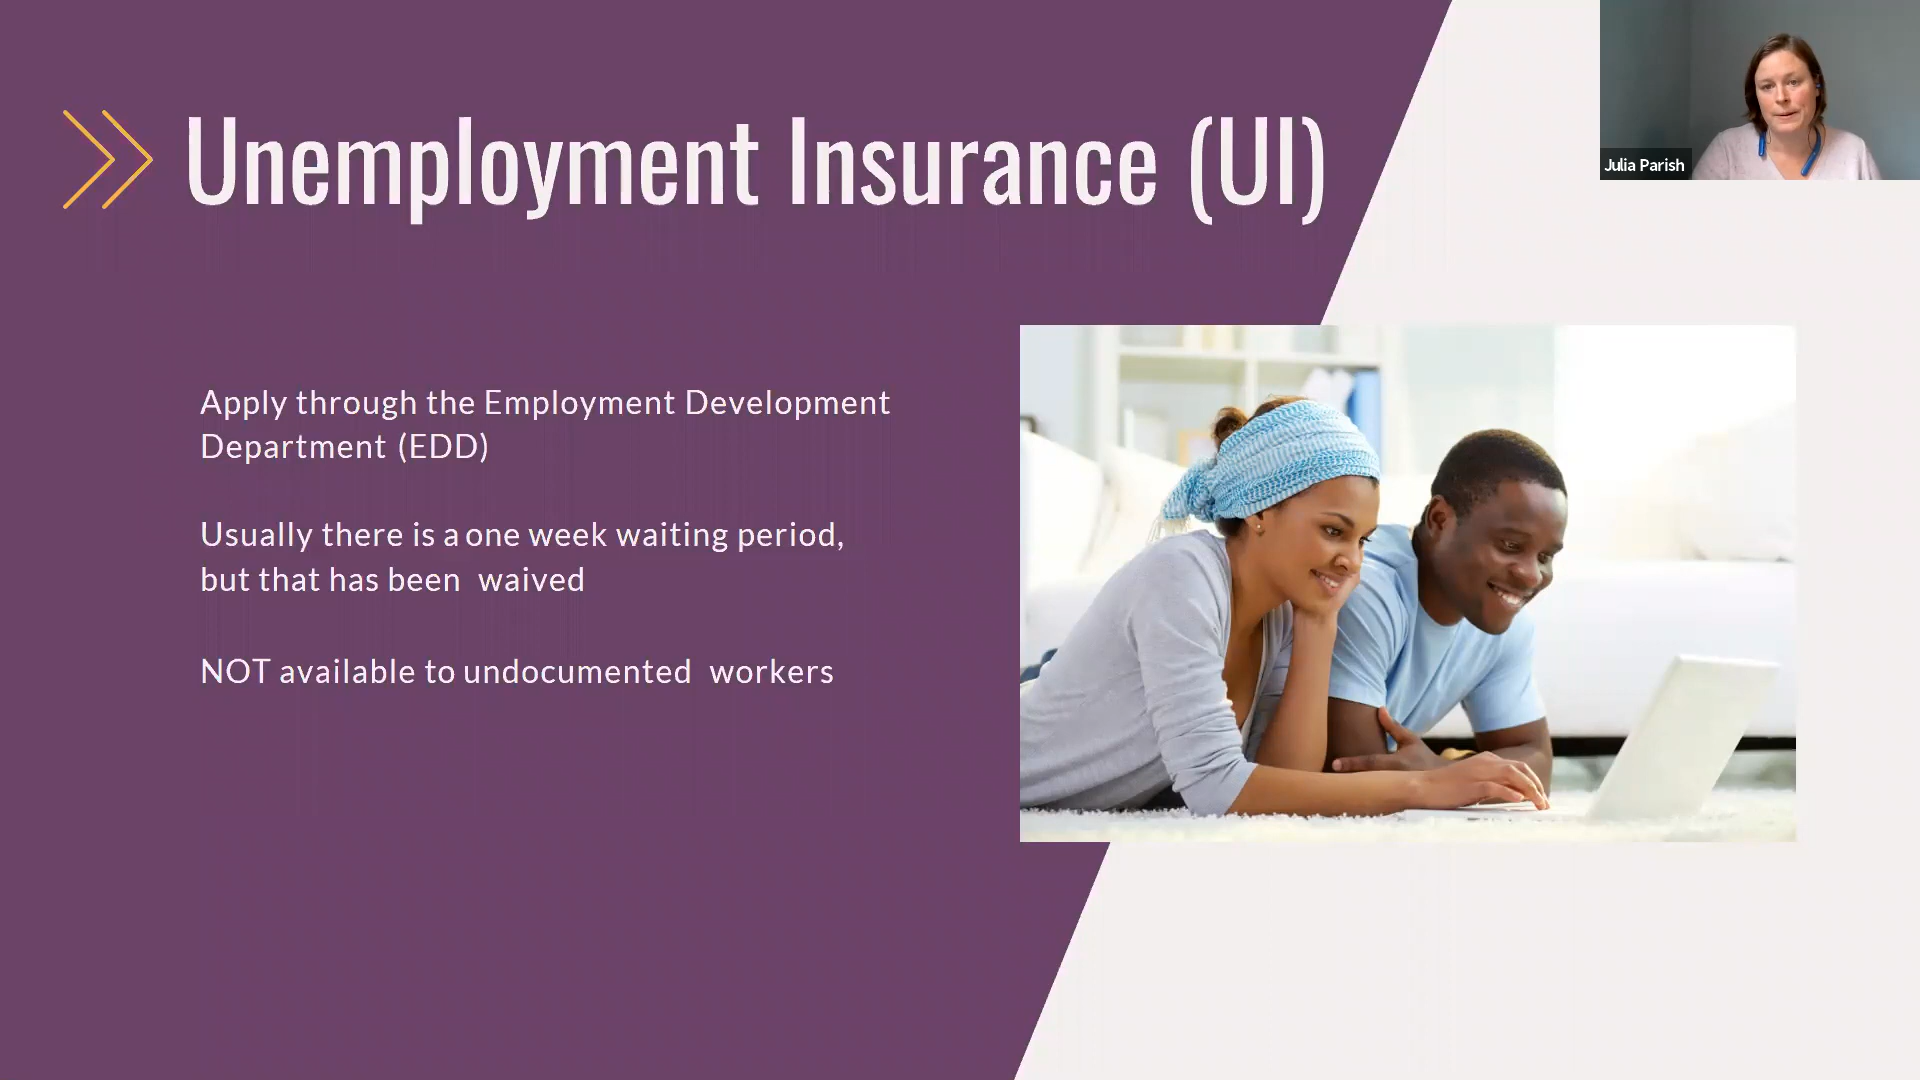 Unemployment Insurance (UI)
Julia Parish
Apply through the Employment Development
Department (EDD)
Usually there is a one week waiting period,
but that has been waived
NOT available to undocumented workers